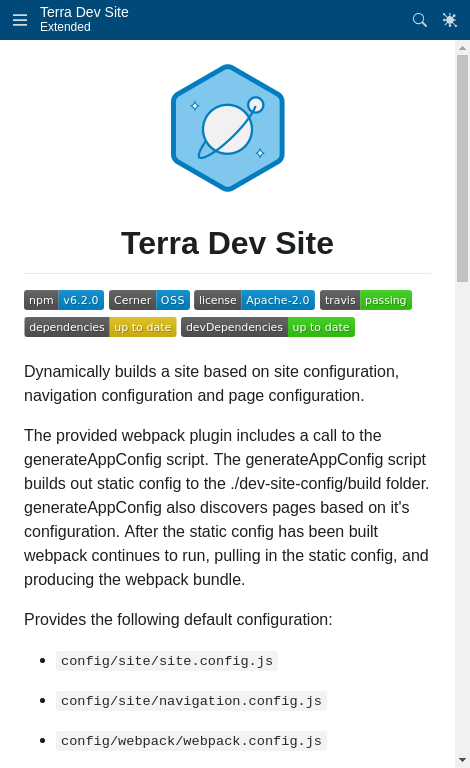 Terra Dev Site
Extended
Terra Dev Site
npm v6.2.0 Cerner OSS license Apache-2.0 travis passing
dependencies up to date devDependencies up to date
Dynamically builds a site based on site configuration,
navigation configuration and page configuration.
The provided webpack plugin includes a call to the
generateAppConfig script. The generateAppConfig script
builds out static config to the ./dev-site-config/build folder.
generateAppConfig also discovers pages based on it's
configuration. After the static config has been built
webpack continues to run, pulling in the static config, and
producing the webpack bundle.
Provides the following default configuration:
config/site/site.config.js
config/site/navigation.config.js
config/webpack/webpack.config.js